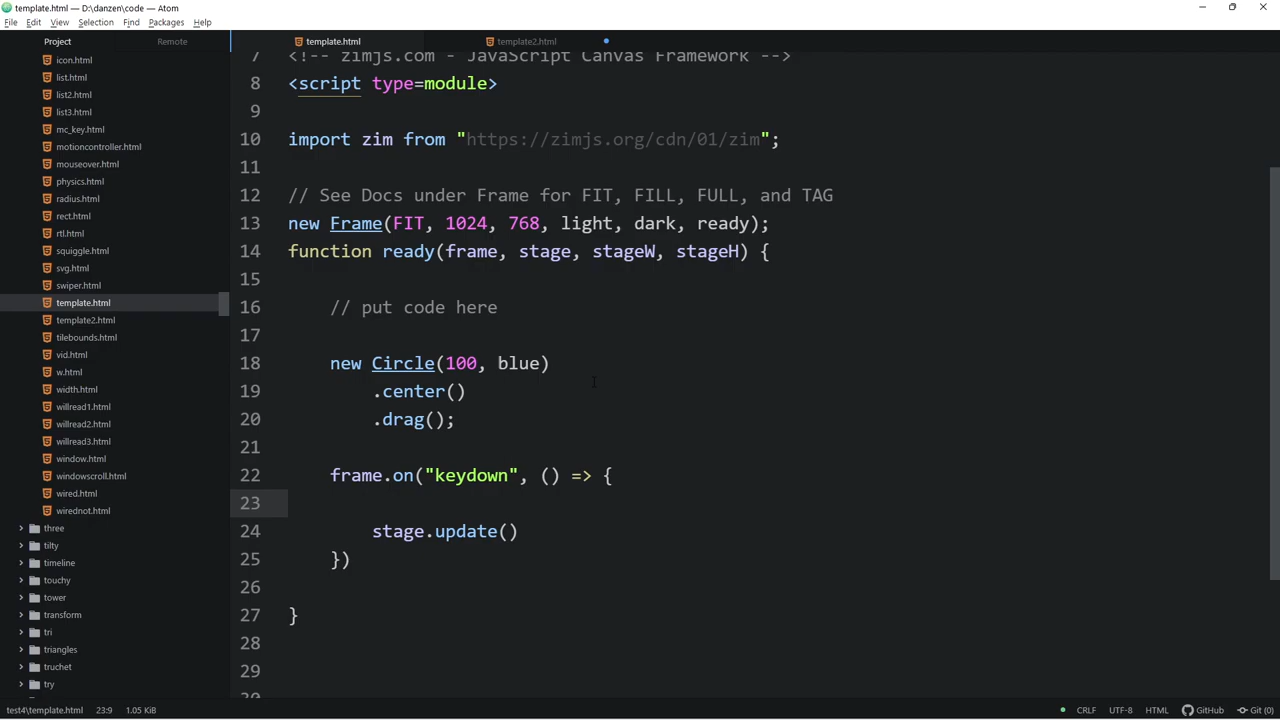 template.html — D:\danzen\code — Atom
File Edit View Selection Find Packages Help
Project Remote
icon.html
list.html
list2.html
list3.html
mc_key.html
motioncontroller.html
mouseover.html
physics.html
radius.html
rect.html
rtl.html
squiggle.html
svg.html
swiper.html
template.html
template2.html
tilebounds.html
vid.html
w.html
width.html
willread1.html
willread2.html
willread3.html
window.html
windowscroll.html
wired.html
wirednot.html
three
tilty
timeline
touchy
tower
transform
tri
triangles
truchet
try
template.html template2.html
7 <!-- zimjs.com - JavaScript Canvas Framework -->
8 <script type=module>
9
10 import zim from "https://zimjs.org/cdn/01/zim";
11
12 // See Docs under Frame for FIT, FILL, FULL, and TAG
13 new Frame(FIT, 1024, 768, light, dark, ready);
14 function ready(frame, stage, stageW, stageH) {
15
16 // put code here
17
18 new Circle(100, blue)
19 .center()
20 .drag();
21
22 frame.on("keydown", () => {
23
24 stage.update()
25 })
26
27 }
28
29
30
test4\template.html 23:9 1.05 KiB CRLF UTF-8 HTML GitHub Git (0)